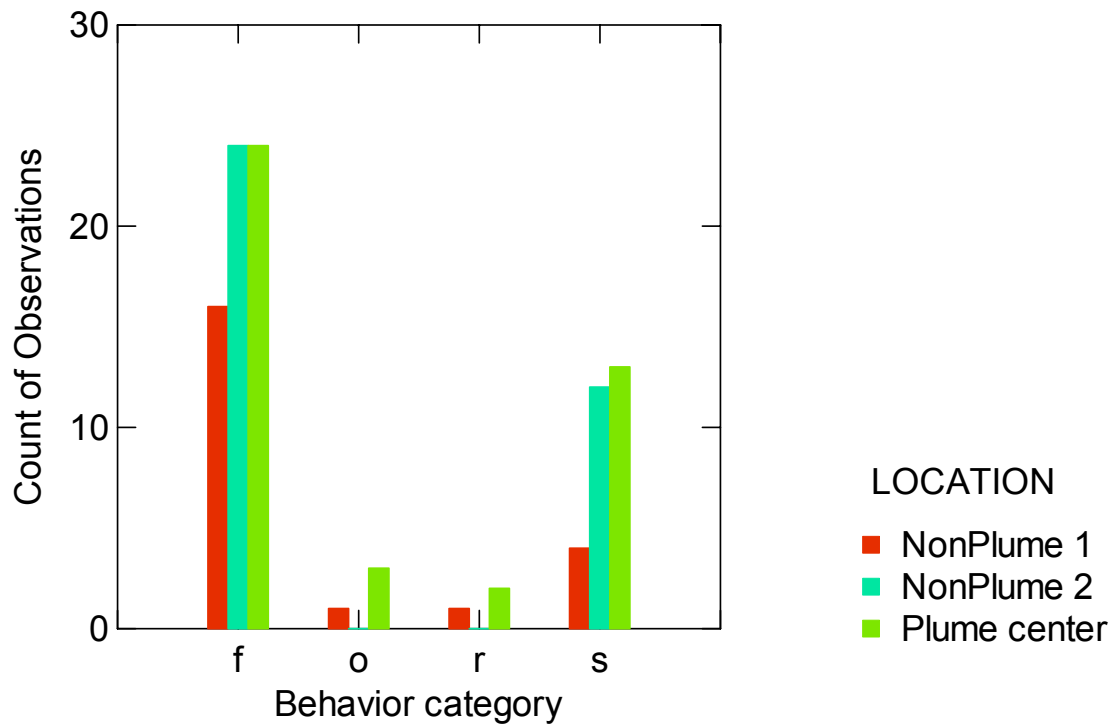 30
20
10
0
Count of Observations
f o r s
Behavior category
LOCATION
NonPlume 1
NonPlume 2
Plume center